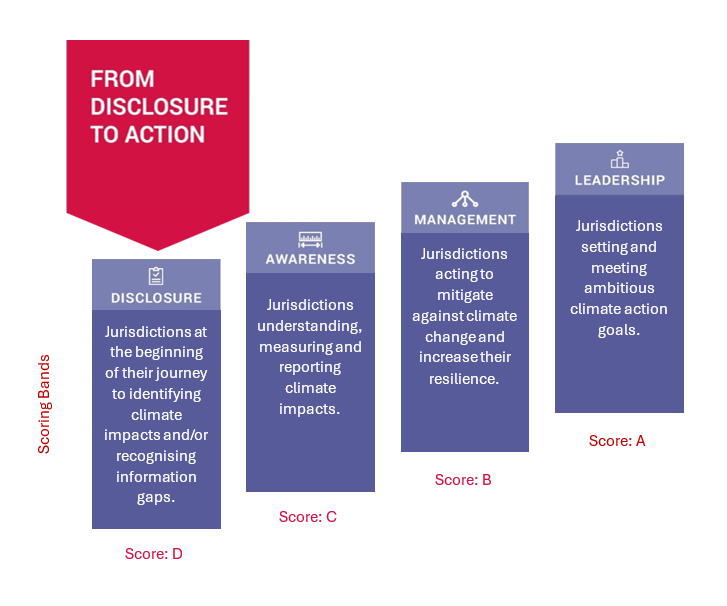 FROM
DISCLOSURE
TO ACTION
DISCLOSURE
Jurisdictions at
the beginning
of their journey
to identifying
climate
impacts and/or
recognising
information
gaps.
Score: D
AWARENESS
Jurisdictions
understanding,
measuring and
reporting
climate
impacts.
Score: C
MANAGEMENT
Jurisdictions
acting to
mitigate
against climate
change and
increase their
resilience.
Score: B
LEADERSHIP
Jurisdictions
setting and
meeting
ambitious
climate action
goals.
Score: A
Scoring Bands